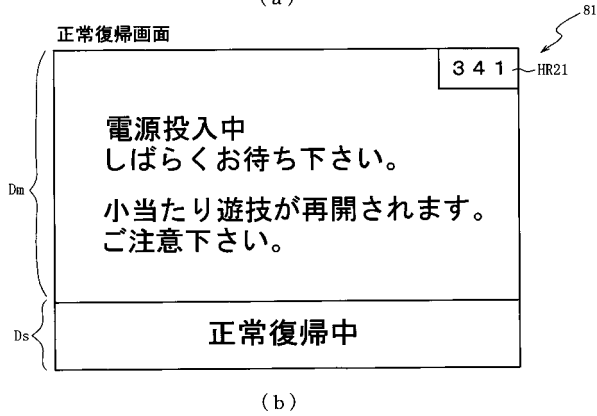 (a)
正常復帰画面
81
341
HR21
電源投入中
しばらくお待ち下さい。
Dm
小当たり遊技が再開されます。
ご注意下さい。
Ds
正常復帰中
(b)